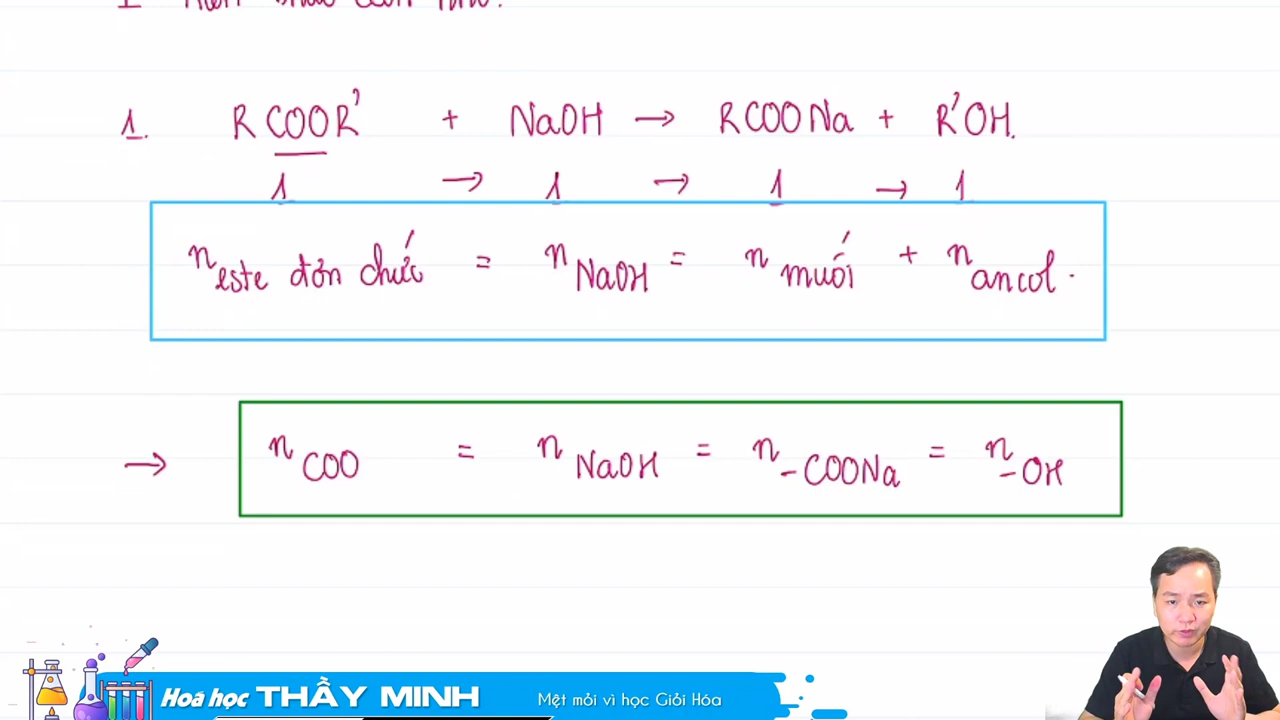 1. RCOOR' + NaOH → RCOONa + R'OH.
1 → 1 → 1 → 1
n este đơn chức = n NaOH = n muối + n ancol.
→ n COO = n NaOH = n -COONa = n -OH
Hoá học THẦY MINH Mệt mỏi vì học Giỏi Hóa